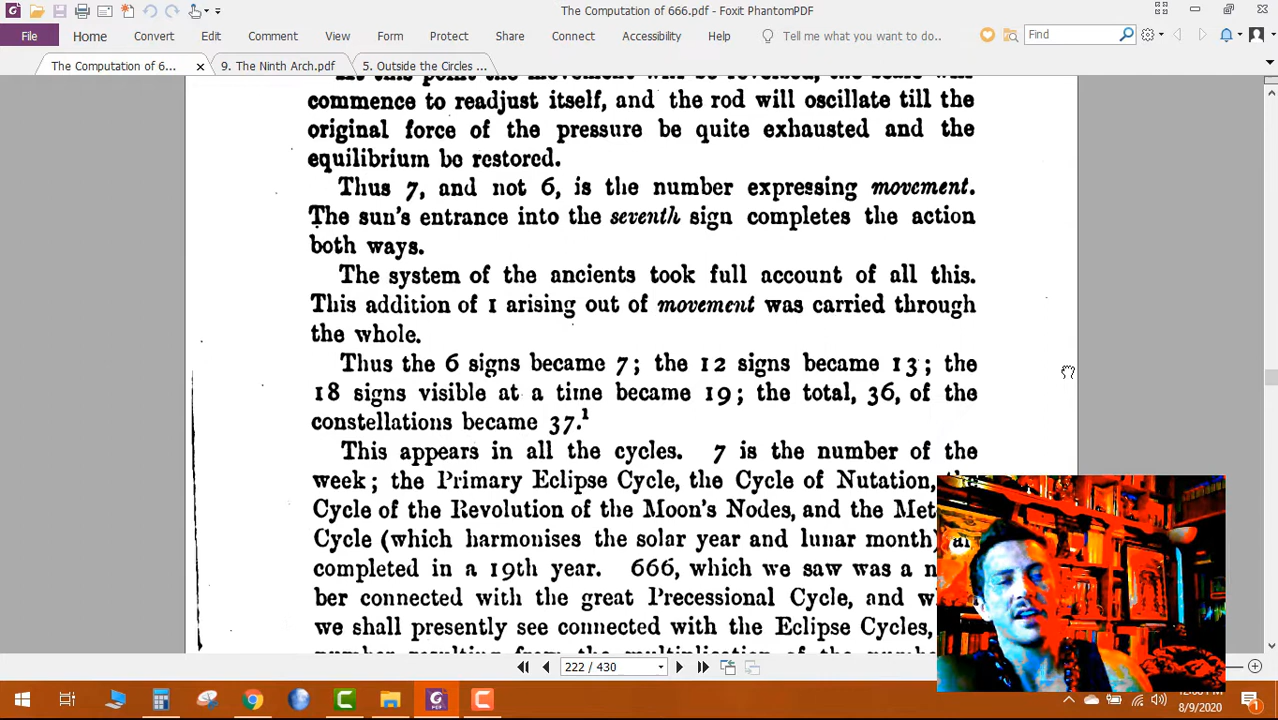 The Computation of 666.pdf - Foxit PhantomPDF
File Home Convert Edit Comment View Form Protect Share Connect Accessibility Help Tell me what you want to do.. Find
The Computation of 6... 9. The Ninth Arch.pdf 5. Outside the Circles ...
commence to readjust itself, and the rod will oscillate till the
original force of the pressure be quite exhausted and the
equilibrium be restored.
Thus 7, and not 6, is the number expressing movement.
The sun's entrance into the seventh sign completes the action
both ways.
The system of the ancients took full account of all this.
This addition of 1 arising out of movement was carried through
the whole.
Thus the 6 signs became 7; the 12 signs became 13; the
18 signs visible at a time became 19; the total, 36, of the
constellations became 37.¹
This appears in all the cycles. 7 is the number of the
week; the Primary Eclipse Cycle, the Cycle of Nutation,
Cycle of the Revolution of the Moon's Nodes, and the Met
Cycle (which harmonises the solar year and lunar month)
completed in a 19th year. 666, which we saw was a n
ber connected with the great Precessional Cycle, and w
we shall presently see connected with the Eclipse Cycles,
222 / 430
8/9/2020